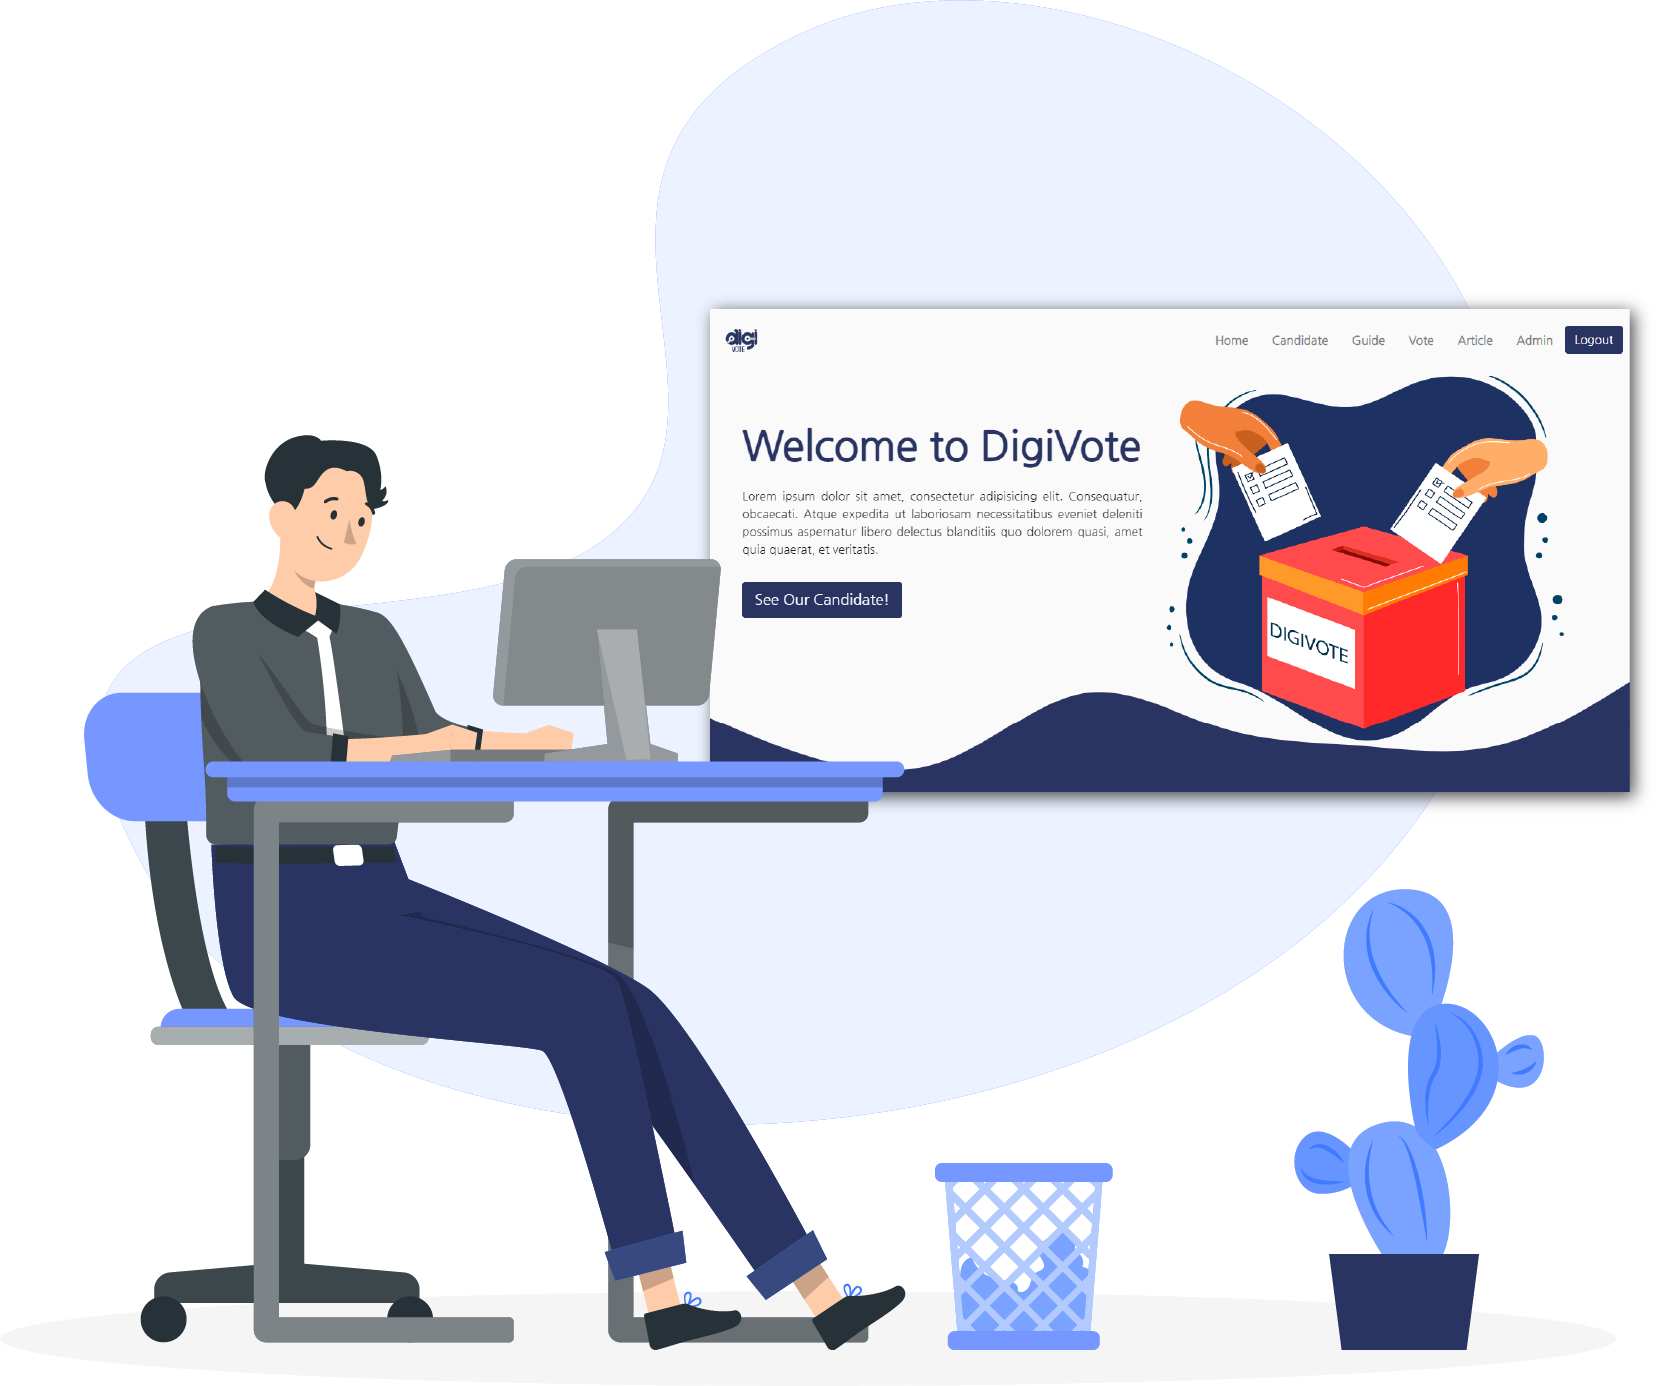 digi
VOTE
Home Candidate Guide Vote Article Admin Logout
Welcome to DigiVote
Lorem ipsum dolor sit amet, consectetur adipisicing elit. Consequatur,
obcaecati. Atque expedita ut laboriosam necessitatibus eveniet deleniti
possimus aspernatur libero delectus blanditiis quo dolorem quasi, amet
quia quaerat, et veritatis.
See Our Candidate!
DIGIVOTE